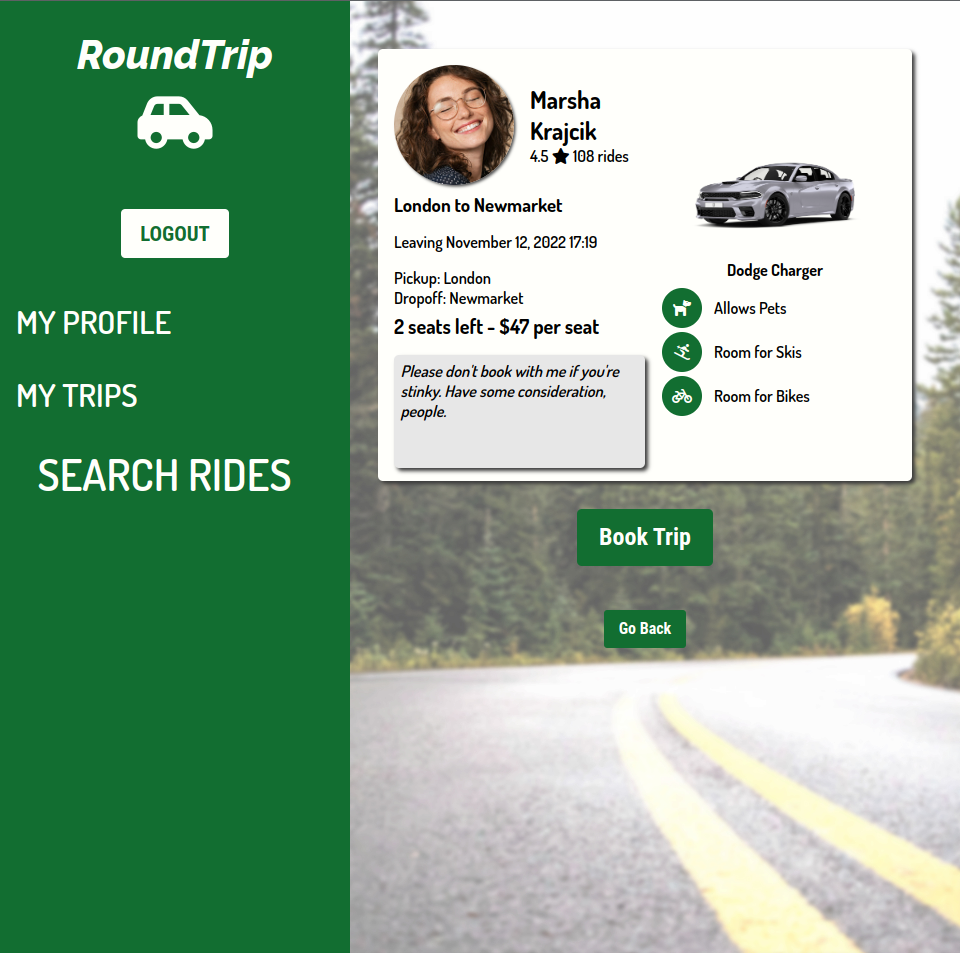 RoundTrip
LOGOUT
MY PROFILE
MY TRIPS
SEARCH RIDES
Marsha
Krajcik
4.5 ★ 108 rides
London to Newmarket
Leaving November 12, 2022 17:19
Pickup: London
Dropoff: Newmarket
2 seats left - $47 per seat
Please don't book with me if you're
stinky. Have some consideration,
people.
Dodge Charger
Allows Pets
Room for Skis
Room for Bikes
Book Trip
Go Back